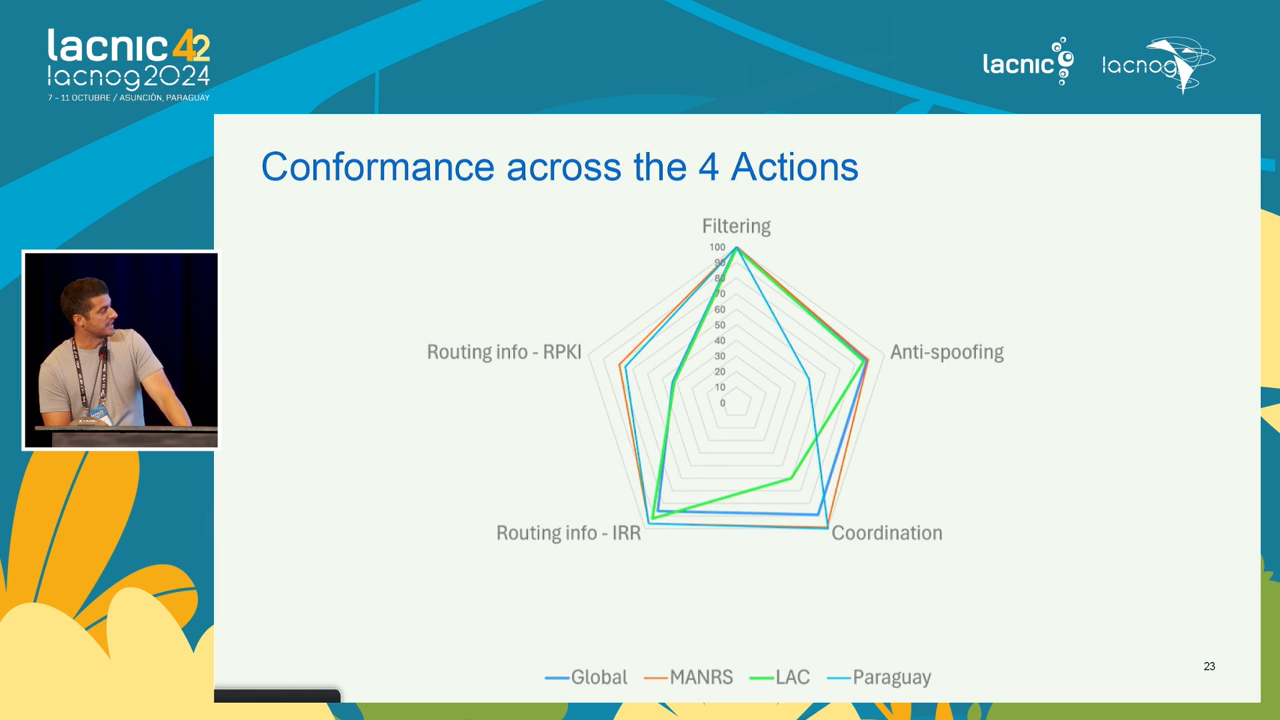 lacnic 42
lacnog2024
7 - 11 OCTUBRE / ASUNCIÓN, PARAGUAY
lacnic
lacnog
Conformance across the 4 Actions
Filtering
100
90
80
70
60
50
40
30
20
10
0
Routing info - RPKI
Anti-spoofing
Routing info - IRR
Coordination
23
Global
MANRS
LAC
Paraguay